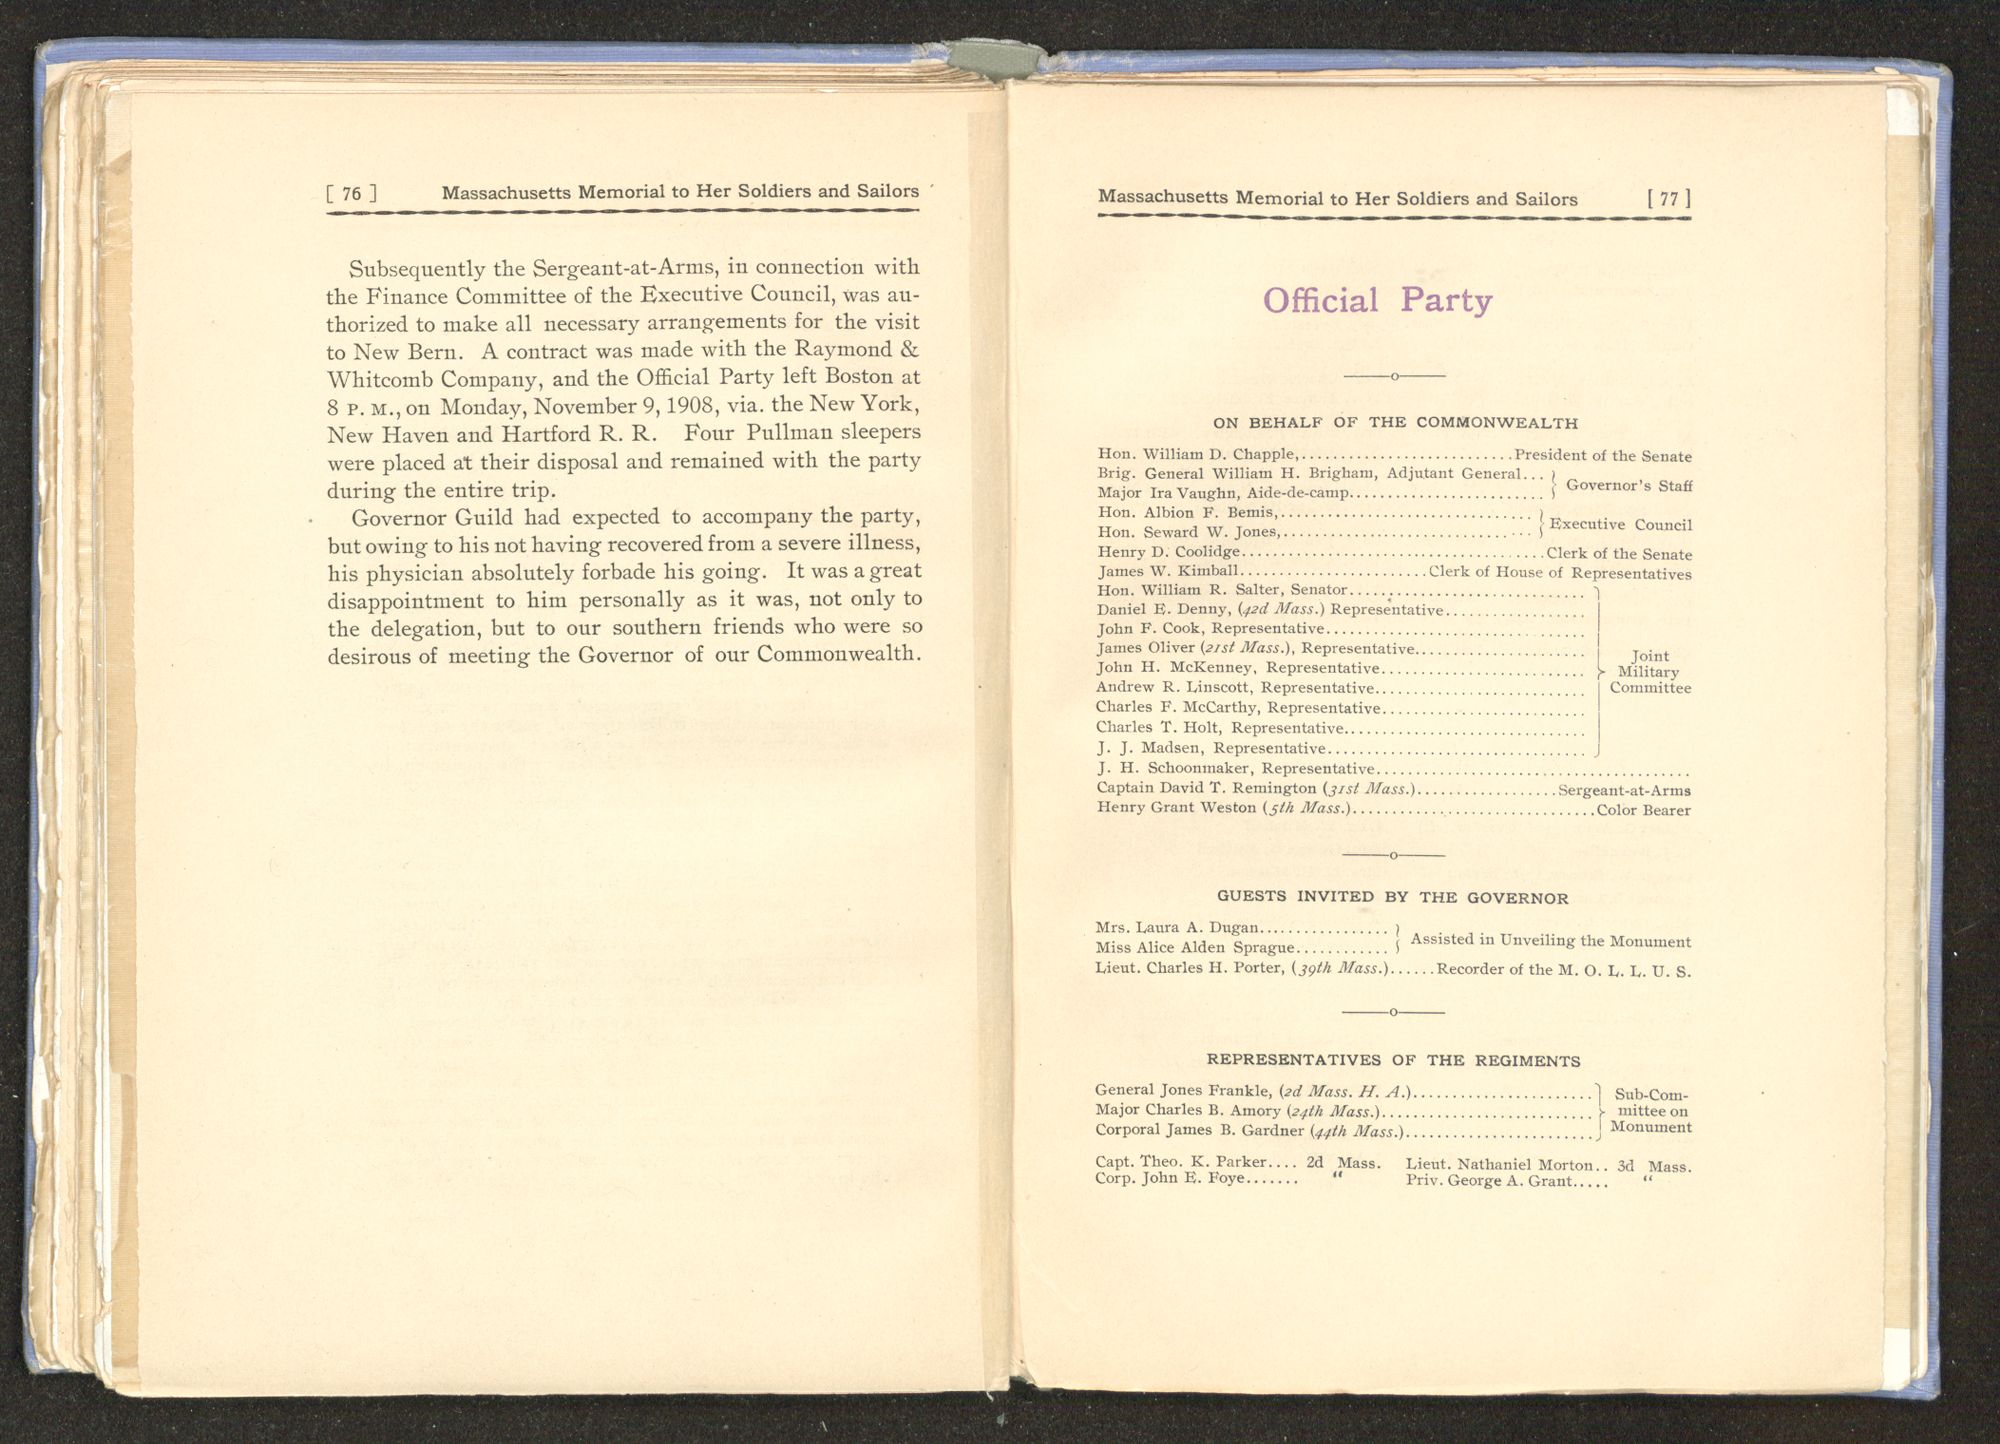 [ 76 ] Massachusetts Memorial to Her Soldiers and Sailors
Subsequently the Sergeant-at-Arms, in connection with
the Finance Committee of the Executive Council, was au-
thorized to make all necessary arrangements for the visit
to New Bern. A contract was made with the Raymond &
Whitcomb Company, and the Official Party left Boston at
8 P. M., on Monday, November 9, 1908, via. the New York,
New Haven and Hartford R. R. Four Pullman sleepers
were placed at their disposal and remained with the party
during the entire trip.
Governor Guild had expected to accompany the party,
but owing to his not having recovered from a severe illness,
his physician absolutely forbade his going. It was a great
disappointment to him personally as it was, not only to
the delegation, but to our southern friends who were so
desirous of meeting the Governor of our Commonwealth.
Massachusetts Memorial to Her Soldiers and Sailors [ 77 ]
Official Party
ON BEHALF OF THE COMMONWEALTH
Hon. William D. Chapple,...........................President of the Senate
Brig. General William H. Brigham, Adjutant General...
Major Ira Vaughn, Aide-de-camp.........................
Governor's Staff
Hon. Albion F. Bemis,................................
Hon. Seward W. Jones,................................
Executive Council
Henry D. Coolidge.......................................Clerk of the Senate
James W. Kimball........................Clerk of House of Representatives
Hon. William R. Salter, Senator..............................
Daniel E. Denny, (42d Mass.) Representative..................
John F. Cook, Representative.................................
James Oliver (21st Mass.), Representative......................
John H. McKenney, Representative..........................
Andrew R. Linscott, Representative...........................
Charles F. McCarthy, Representative..........................
Charles T. Holt, Representative...............................
J. J. Madsen, Representative.................................
Joint
Military
Committee
J. H. Schoonmaker, Representative........................................
Captain David T. Remington (31st Mass.)..................Sergeant-at-Arms
Henry Grant Weston (5th Mass.)...............................Color Bearer
GUESTS INVITED BY THE GOVERNOR
Mrs. Laura A. Dugan.................
Miss Alice Alden Sprague............
Assisted in Unveiling the Monument
Lieut. Charles H. Porter, (39th Mass.)......Recorder of the M. O. L. L. U. S.
REPRESENTATIVES OF THE REGIMENTS
General Jones Frankle, (2d Mass. H. A.).......................
Major Charles B. Amory (24th Mass.)...........................
Corporal James B. Gardner (44th Mass.)........................
Sub-Com-
mittee on
Monument
Capt. Theo. K. Parker.... 2d Mass. Lieut. Nathaniel Morton.. 3d Mass.
Corp. John E. Foye....... “ Priv. George A. Grant..... “